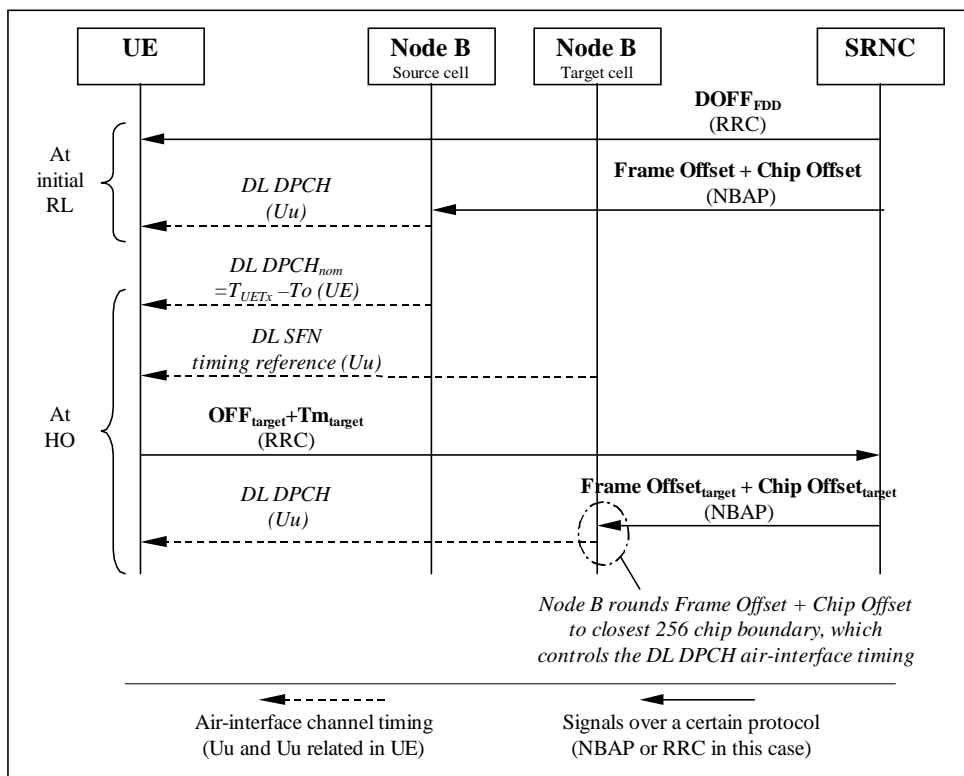 UE
Node B
Source cell
Node B
Target cell
SRNC
DOFF_FDD
(RRC)
At
initial
RL
Frame Offset + Chip Offset
(NBAP)
DL DPCH
(Uu)
DL DPCH_nom
=T_UETx –To (UE)
DL SFN
timing reference (Uu)
At
HO
OFF_target+Tm_target
(RRC)
Frame Offset_target + Chip Offset_target
(NBAP)
DL DPCH
(Uu)
Node B rounds Frame Offset + Chip Offset
to closest 256 chip boundary, which
controls the DL DPCH air-interface timing
Air-interface channel timing
(Uu and Uu related in UE)
Signals over a certain protocol
(NBAP or RRC in this case)